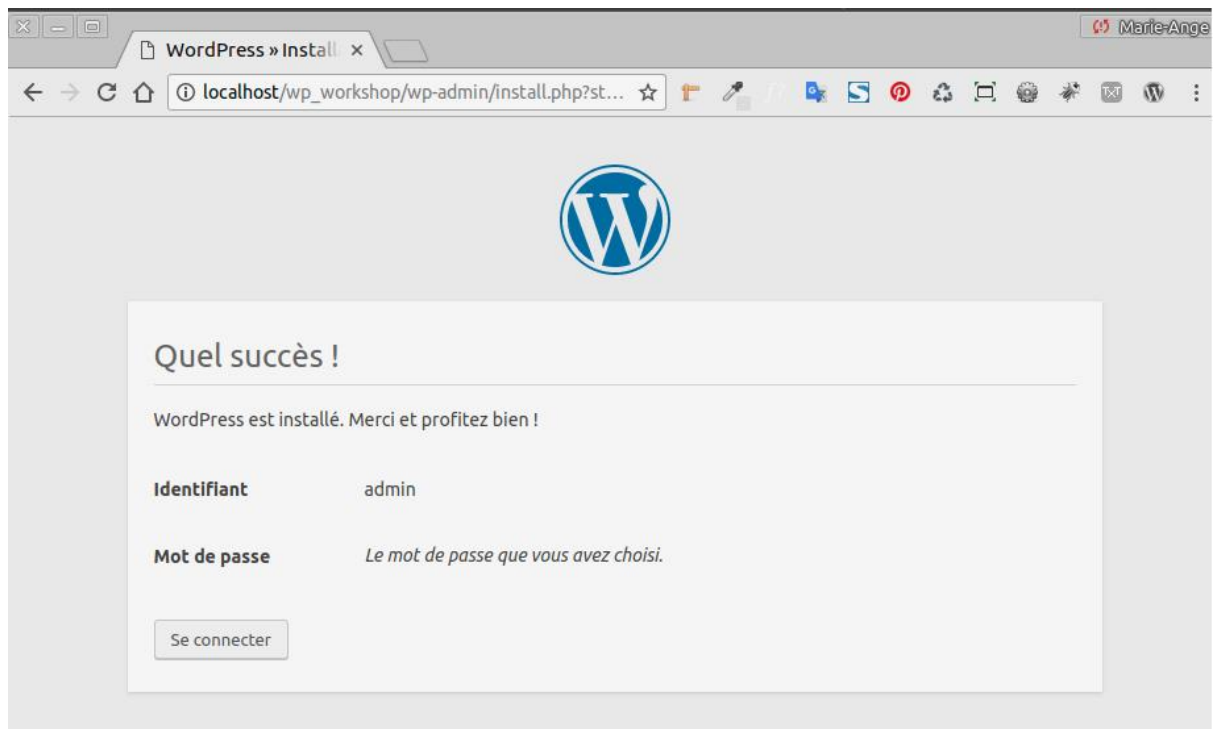 Marie-Ange
WordPress » Install
localhost/wp_workshop/wp-admin/install.php?st...
Quel succès !
WordPress est installé. Merci et profitez bien !
Identifiant admin
Mot de passe Le mot de passe que vous avez choisi.
Se connecter